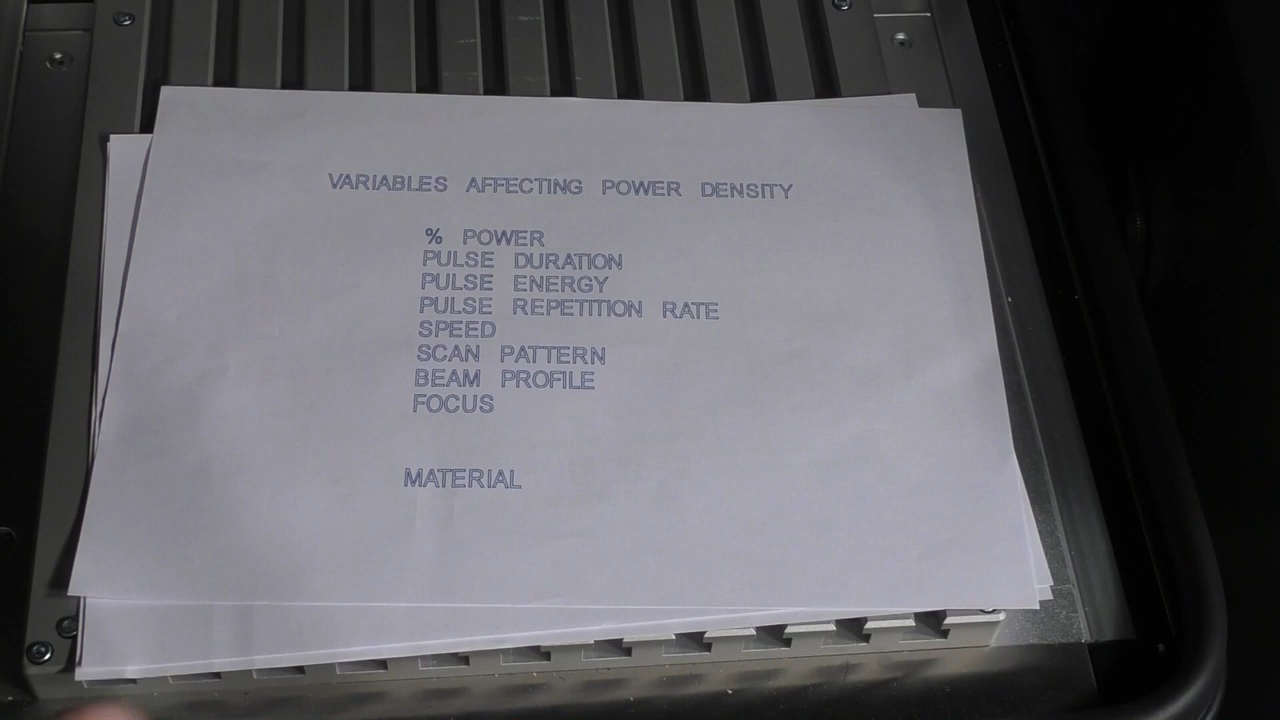 VARIABLES AFFECTING POWER DENSITY
% POWER
PULSE DURATION
PULSE ENERGY
PULSE REPETITION RATE
SPEED
SCAN PATTERN
BEAM PROFILE
FOCUS
MATERIAL